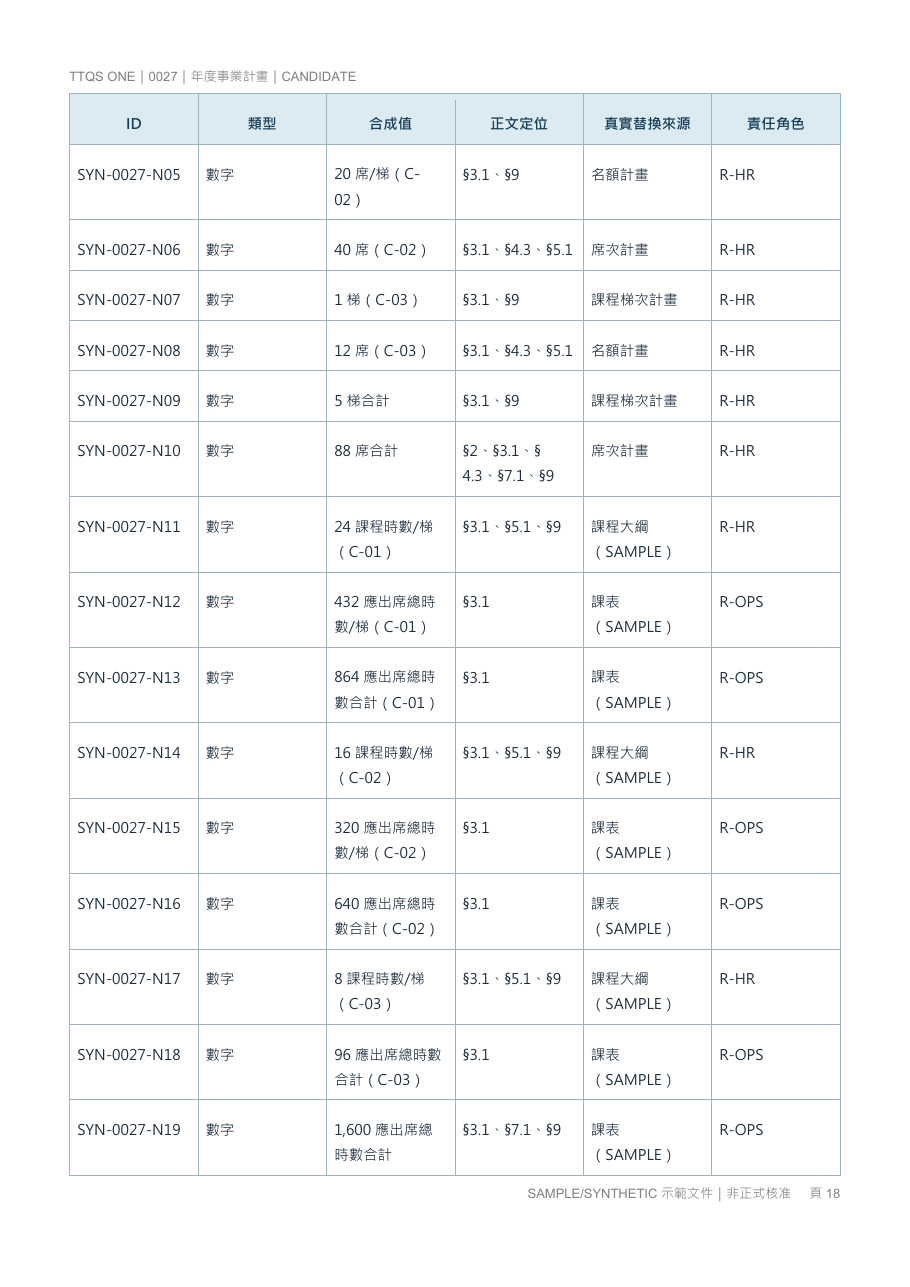 TTQS ONE｜0027｜年度事業計畫｜CANDIDATE
ID 類型 合成值 正文定位 真實替換來源 責任角色
SYN-0027-N05 數字 20 席/梯（C- §3.1、§9 名額計畫 R-HR
02）
SYN-0027-N06 數字 40 席（C-02） §3.1、§4.3、§5.1 席次計畫 R-HR
SYN-0027-N07 數字 1 梯（C-03） §3.1、§9 課程梯次計畫 R-HR
SYN-0027-N08 數字 12 席（C-03） §3.1、§4.3、§5.1 名額計畫 R-HR
SYN-0027-N09 數字 5 梯合計 §3.1、§9 課程梯次計畫 R-HR
SYN-0027-N10 數字 88 席合計 §2、§3.1、§ 席次計畫 R-HR
4.3、§7.1、§9
SYN-0027-N11 數字 24 課程時數/梯 §3.1、§5.1、§9 課程大綱 R-HR
（C-01） （SAMPLE）
SYN-0027-N12 數字 432 應出席總時 §3.1 課表 R-OPS
數/梯（C-01） （SAMPLE）
SYN-0027-N13 數字 864 應出席總時 §3.1 課表 R-OPS
數合計（C-01） （SAMPLE）
SYN-0027-N14 數字 16 課程時數/梯 §3.1、§5.1、§9 課程大綱 R-HR
（C-02） （SAMPLE）
SYN-0027-N15 數字 320 應出席總時 §3.1 課表 R-OPS
數/梯（C-02） （SAMPLE）
SYN-0027-N16 數字 640 應出席總時 §3.1 課表 R-OPS
數合計（C-02） （SAMPLE）
SYN-0027-N17 數字 8 課程時數/梯 §3.1、§5.1、§9 課程大綱 R-HR
（C-03） （SAMPLE）
SYN-0027-N18 數字 96 應出席總時數 §3.1 課表 R-OPS
合計（C-03） （SAMPLE）
SYN-0027-N19 數字 1,600 應出席總 §3.1、§7.1、§9 課表 R-OPS
時數合計 （SAMPLE）
SAMPLE/SYNTHETIC 示範文件｜非正式核准 頁 18